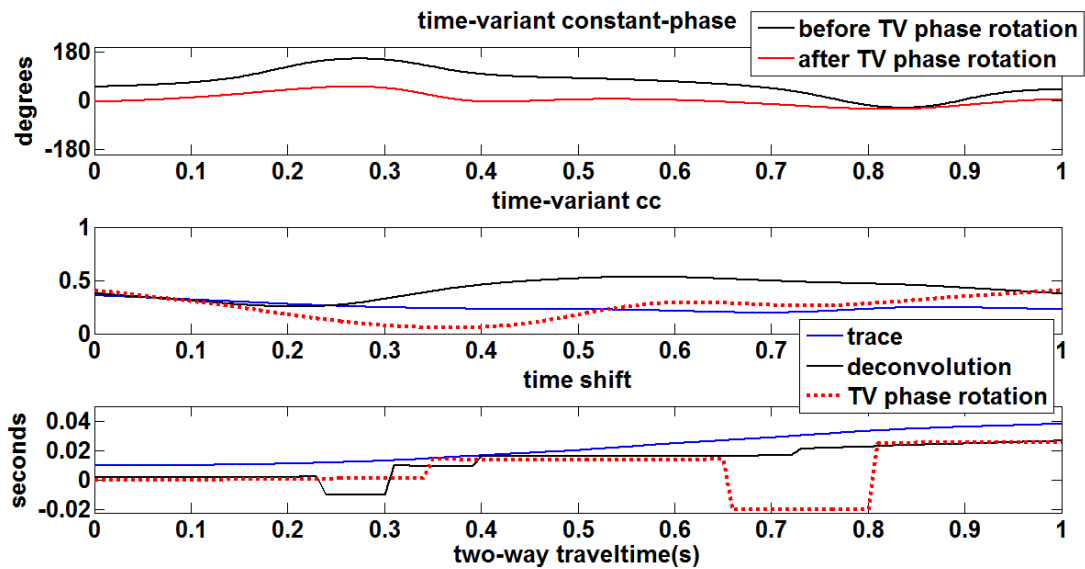 time-variant constant-phase
before TV phase rotation
after TV phase rotation
degrees
180
0
-180
0 0.1 0.2 0.3 0.4 0.5 0.6 0.7 0.8 0.9 1
time-variant cc
1
0.5
0
0 0.1 0.2 0.3 0.4 0.5 0.6 0.7 1
trace
deconvolution
TV phase rotation
time shift
seconds
0.04
0.02
0
-0.02
0 0.1 0.2 0.3 0.4 0.5 0.6 0.7 0.8 0.9 1
two-way traveltime(s)